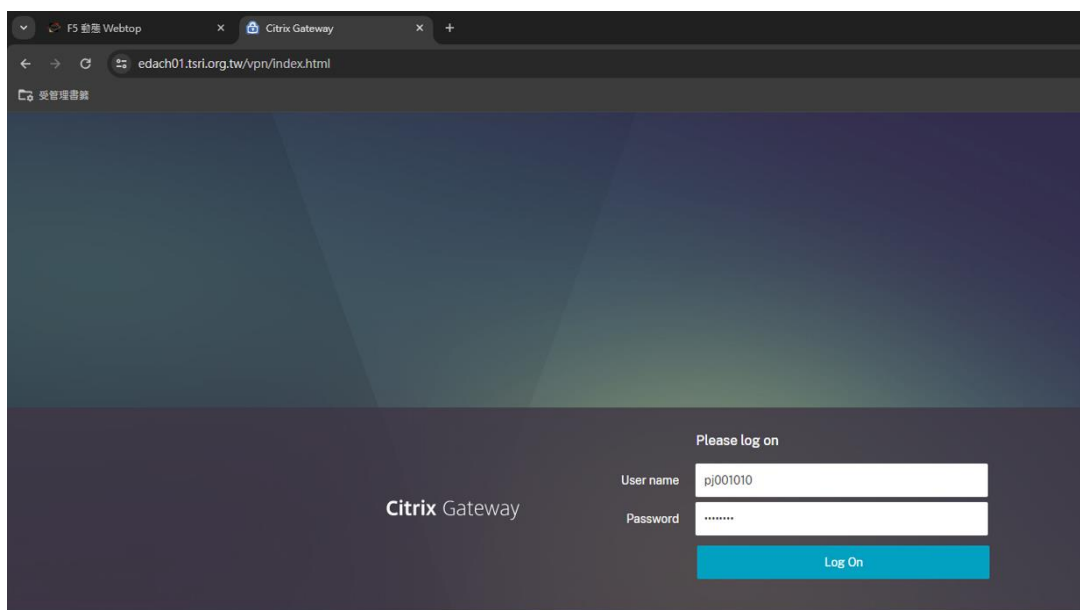 F5 動態 Webtop
Citrix Gateway
edach01.tsri.org.tw/vpn/index.html
受管理書籤
Please log on
User name pj001010
Citrix Gateway
Password ········
Log On